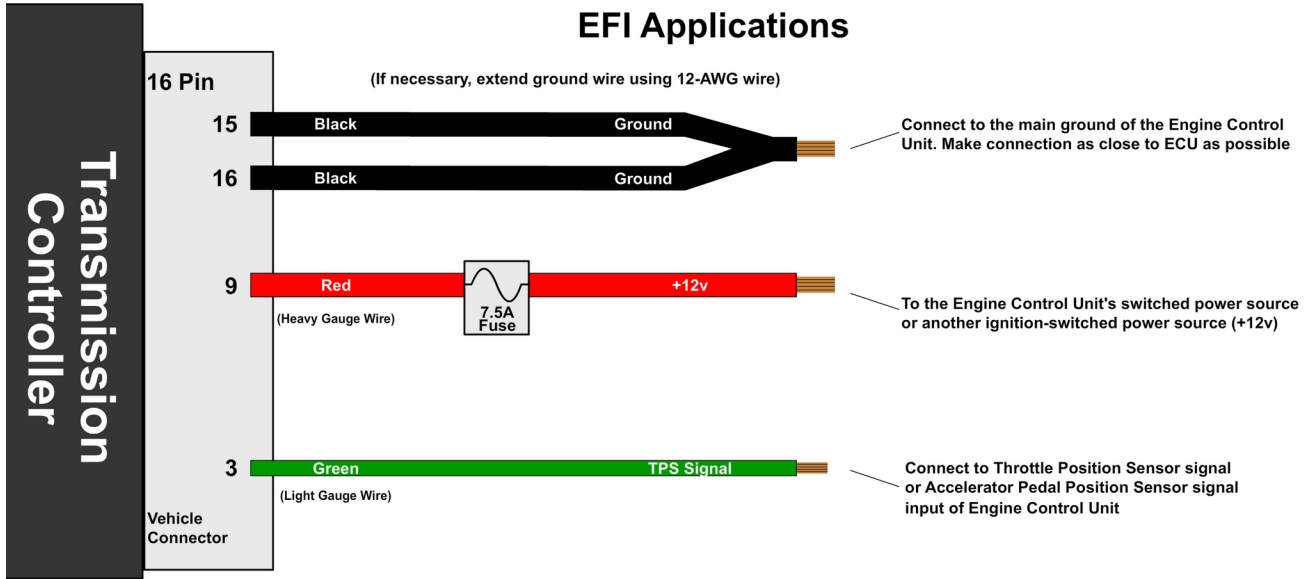 EFI Applications
(If necessary, extend ground wire using 12-AWG wire)
Transmission
Controller
16 Pin
15
Black
Ground
16
Black
Ground
Connect to the main ground of the Engine Control
Unit. Make connection as close to ECU as possible
9
Red
7.5A
Fuse
+12v
(Heavy Gauge Wire)
To the Engine Control Unit's switched power source
or another ignition-switched power source (+12v)
3
Green
TPS Signal
(Light Gauge Wire)
Connect to Throttle Position Sensor signal
or Accelerator Pedal Position Sensor signal
input of Engine Control Unit
Vehicle
Connector